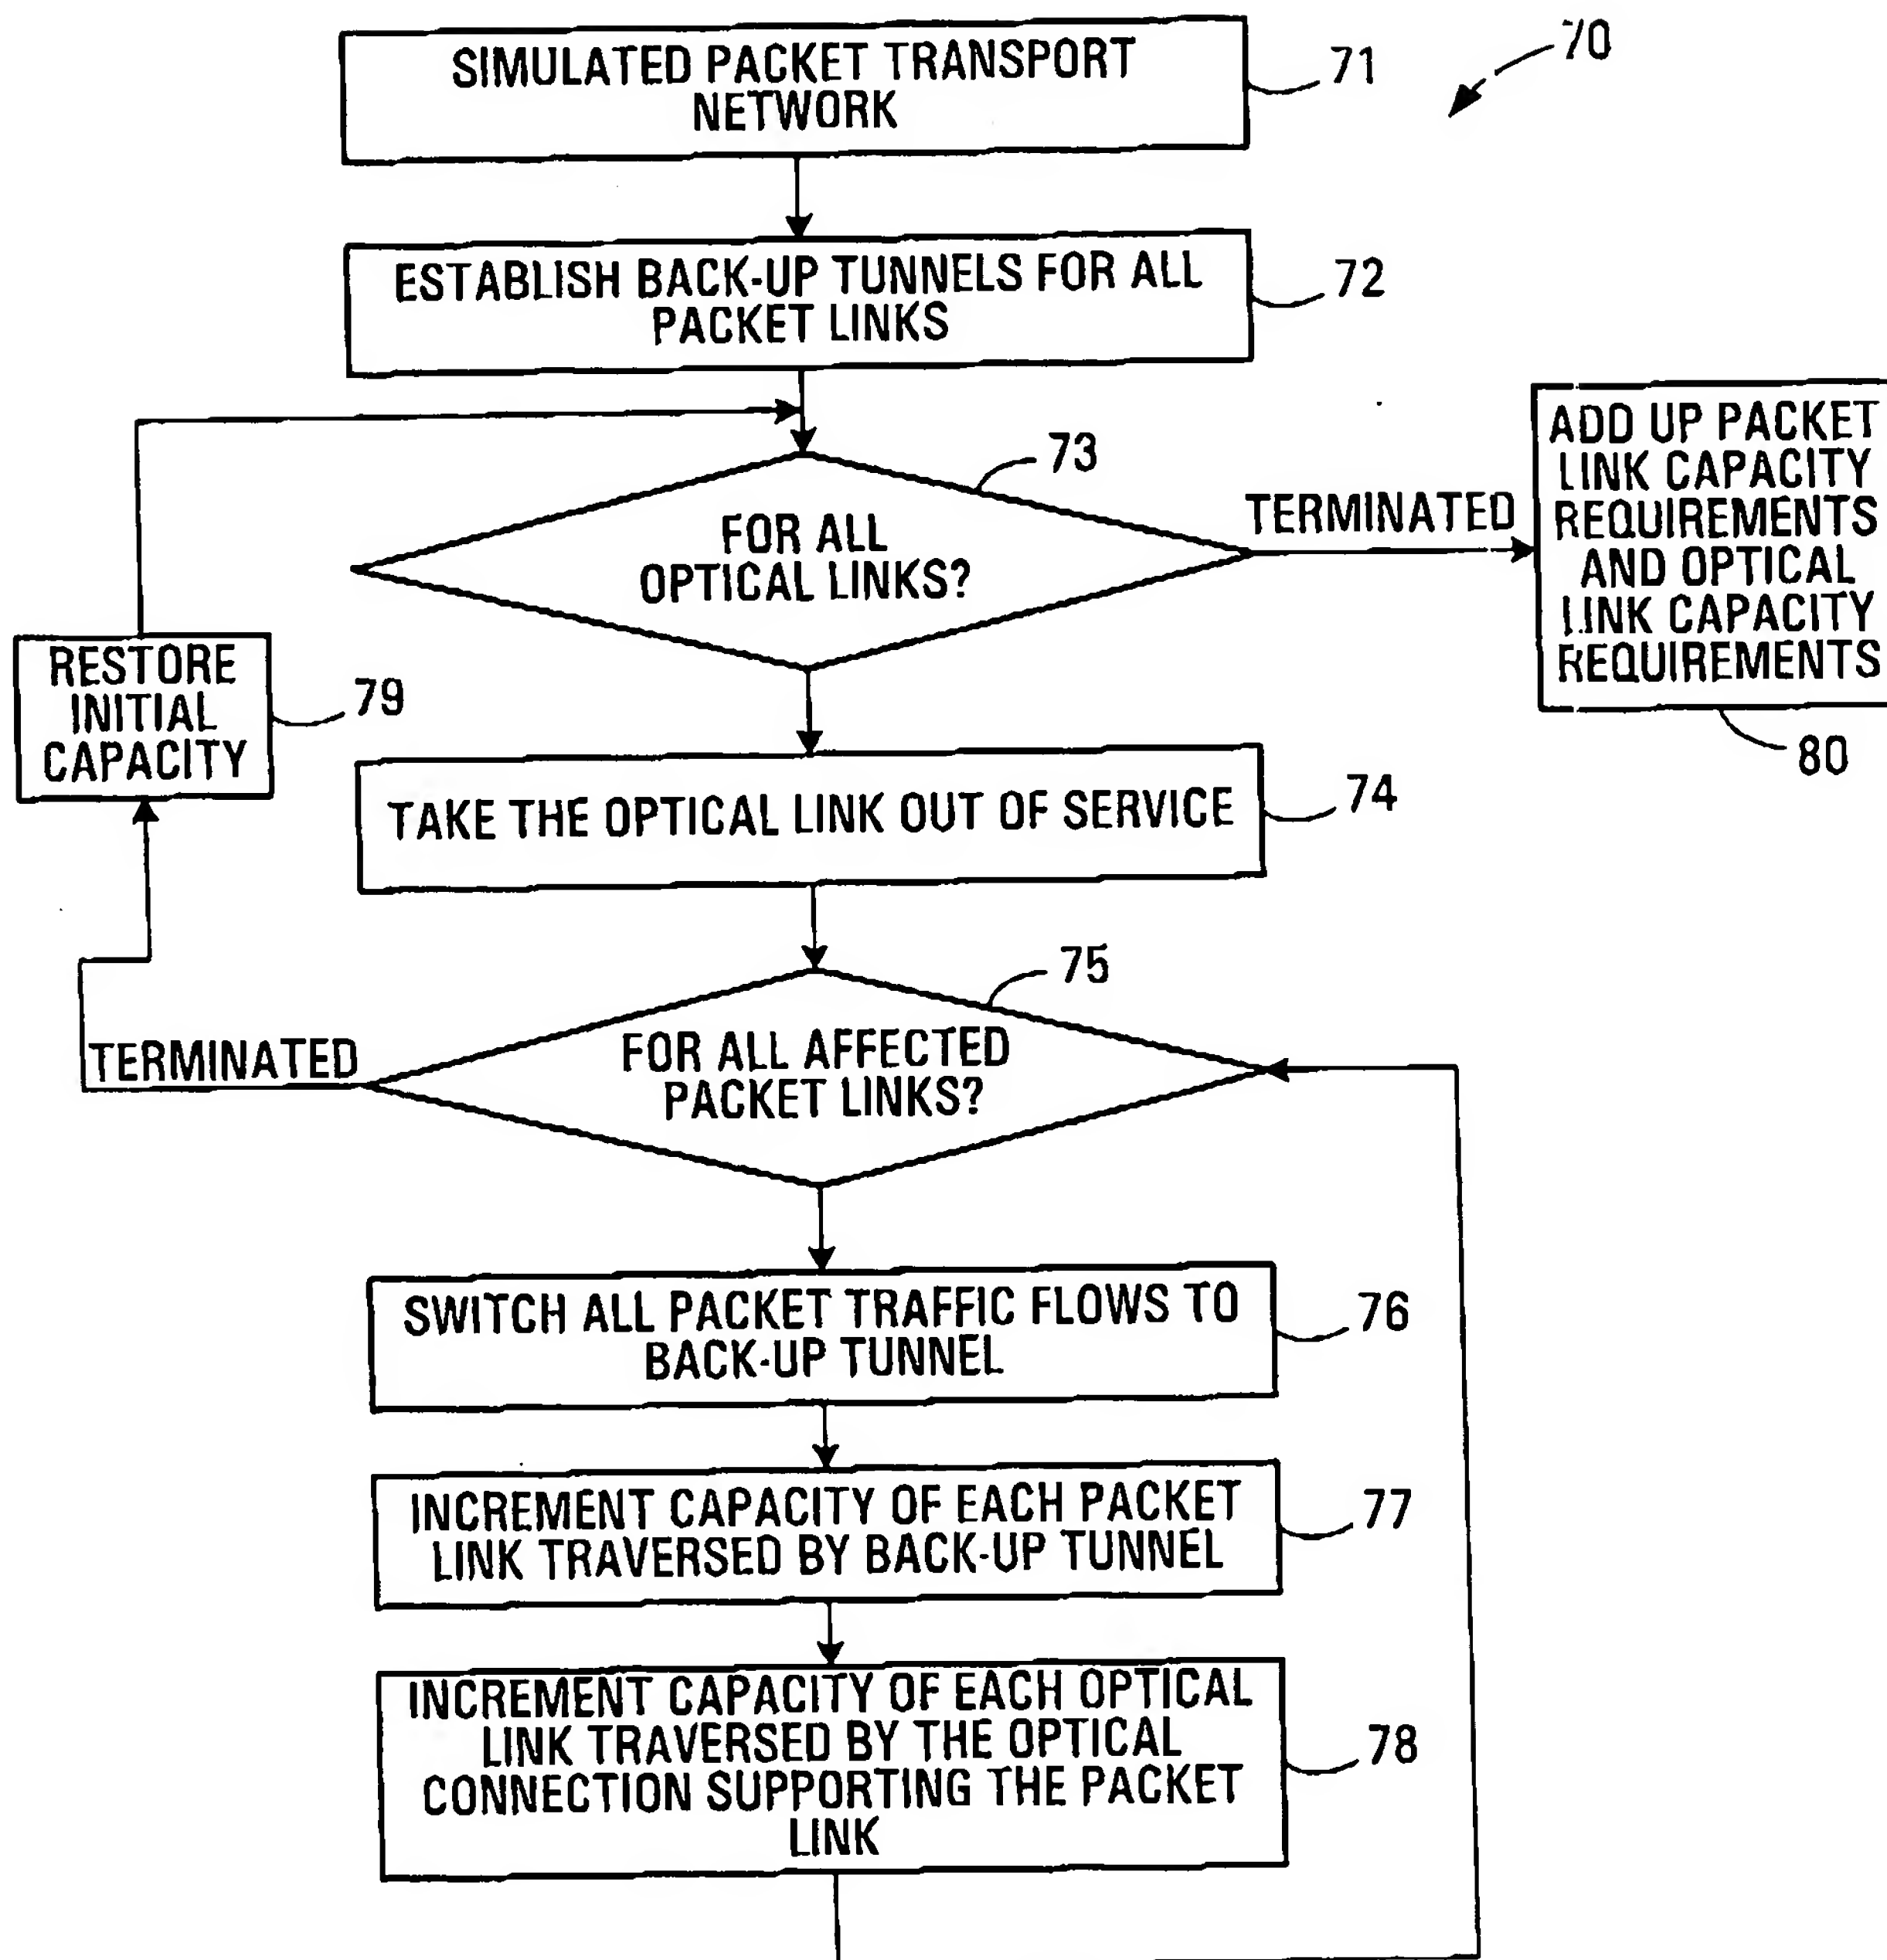 70
SIMULATED PACKET TRANSPORT
NETWORK
71
ESTABLISH BACK-UP TUNNELS FOR ALL
PACKET LINKS
72
73
FOR ALL
OPTICAL LINKS?
TERMINATED
ADD UP PACKET
LINK CAPACITY
REQUIREMENTS
AND OPTICAL
LINK CAPACITY
REQUIREMENTS
80
RESTORE
INITIAL
CAPACITY
79
TAKE THE OPTICAL LINK OUT OF SERVICE
74
75
FOR ALL AFFECTED
PACKET LINKS?
TERMINATED
SWITCH ALL PACKET TRAFFIC FLOWS TO
BACK-UP TUNNEL
76
INCREMENT CAPACITY OF EACH PACKET
LINK TRAVERSED BY BACK-UP TUNNEL
77
INCREMENT CAPACITY OF EACH OPTICAL
LINK TRAVERSED BY THE OPTICAL
CONNECTION SUPPORTING THE PACKET
LINK
78